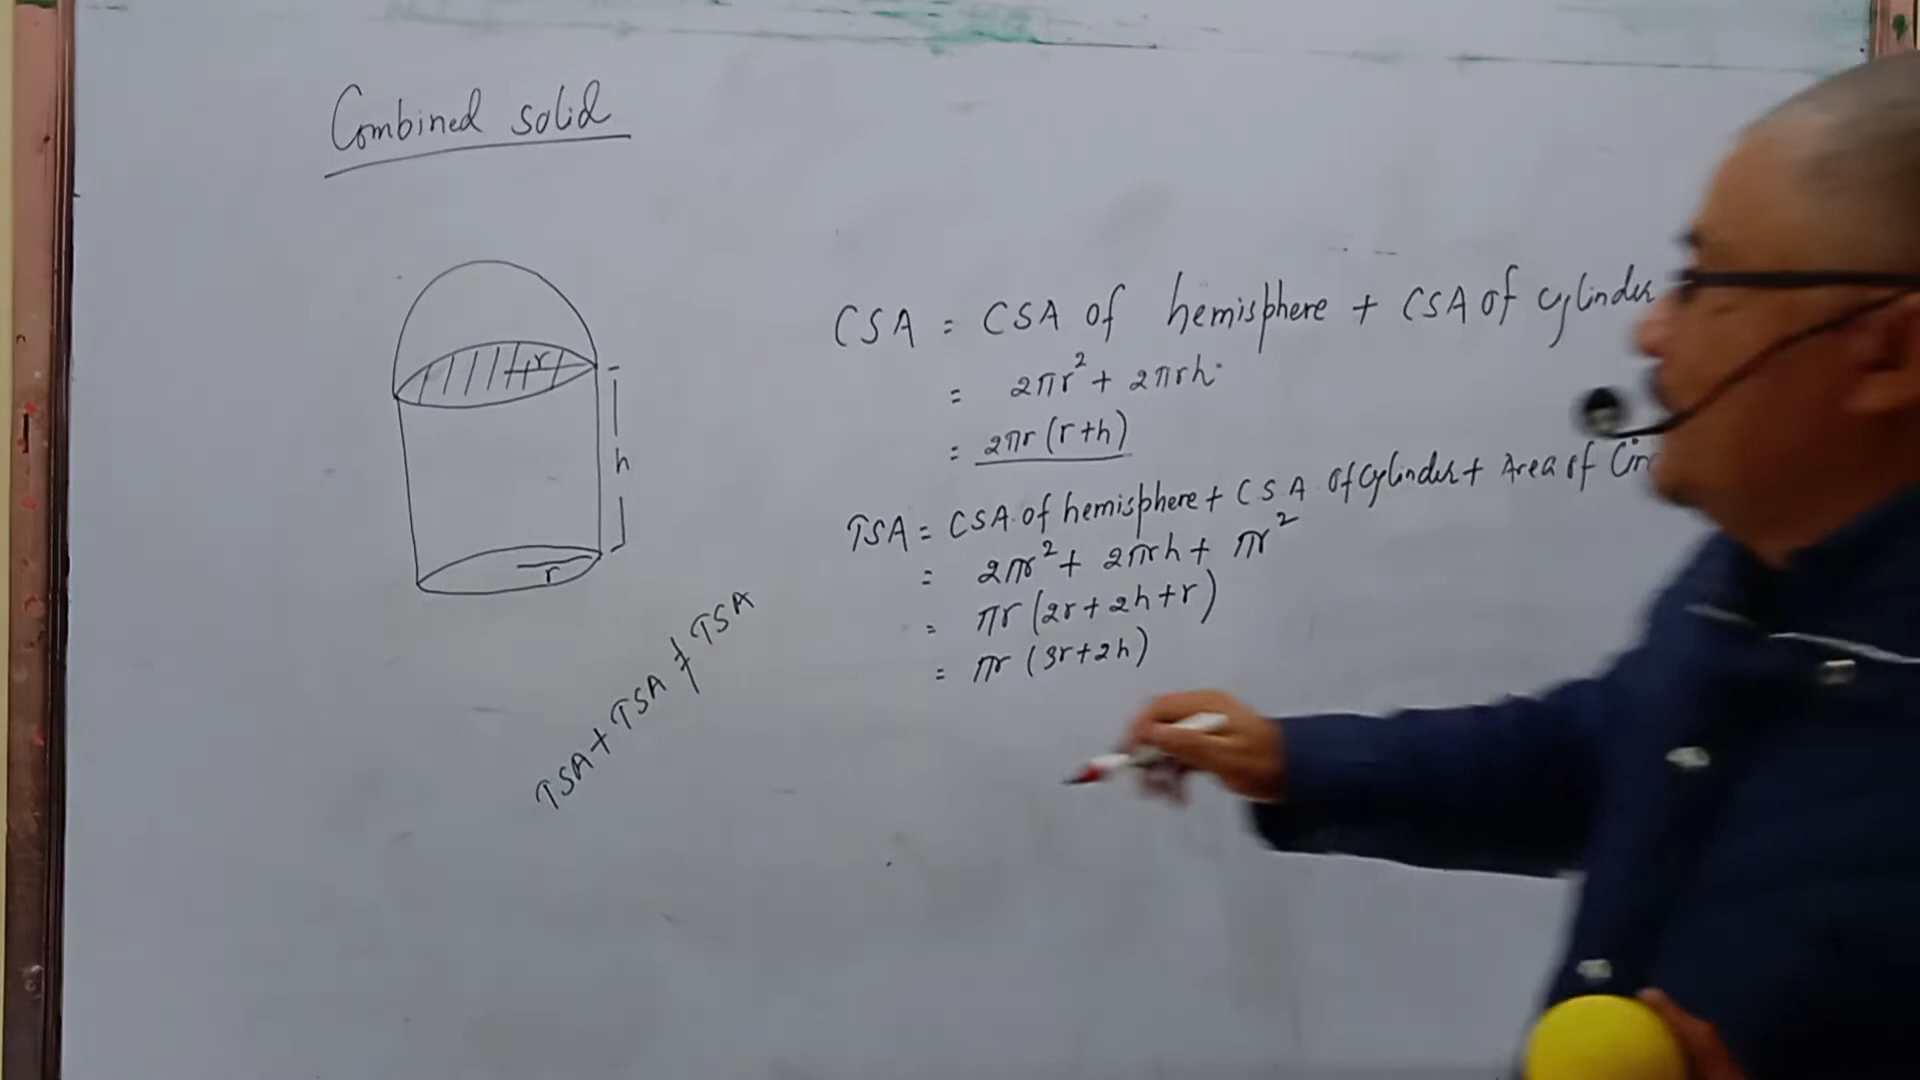 Combined solid
r
h
r
TSA + TSA ≠ TSA
CSA = CSA of hemisphere + CSA of cylinder
= 2πr² + 2πrh
= 2πr (r+h)
TSA = CSA of hemisphere + CSA of cylinder + Area of
= 2πr² + 2πrh + πr²
= πr (2r + 2h + r)
= πr (3r + 2h)